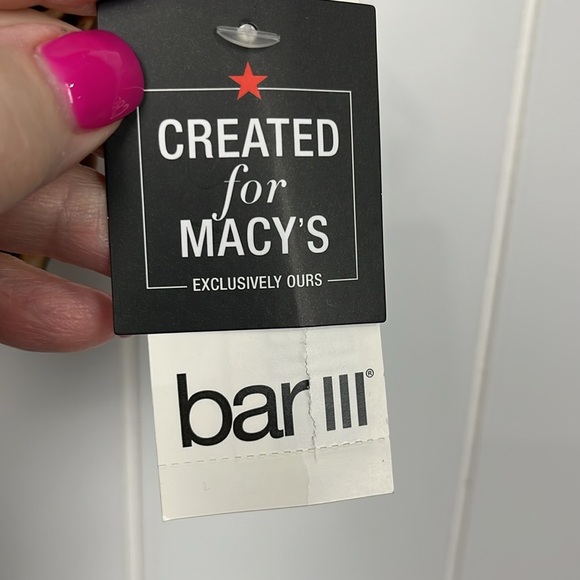 CREATED
for
MACY'S
EXCLUSIVELY OURS
bar III®